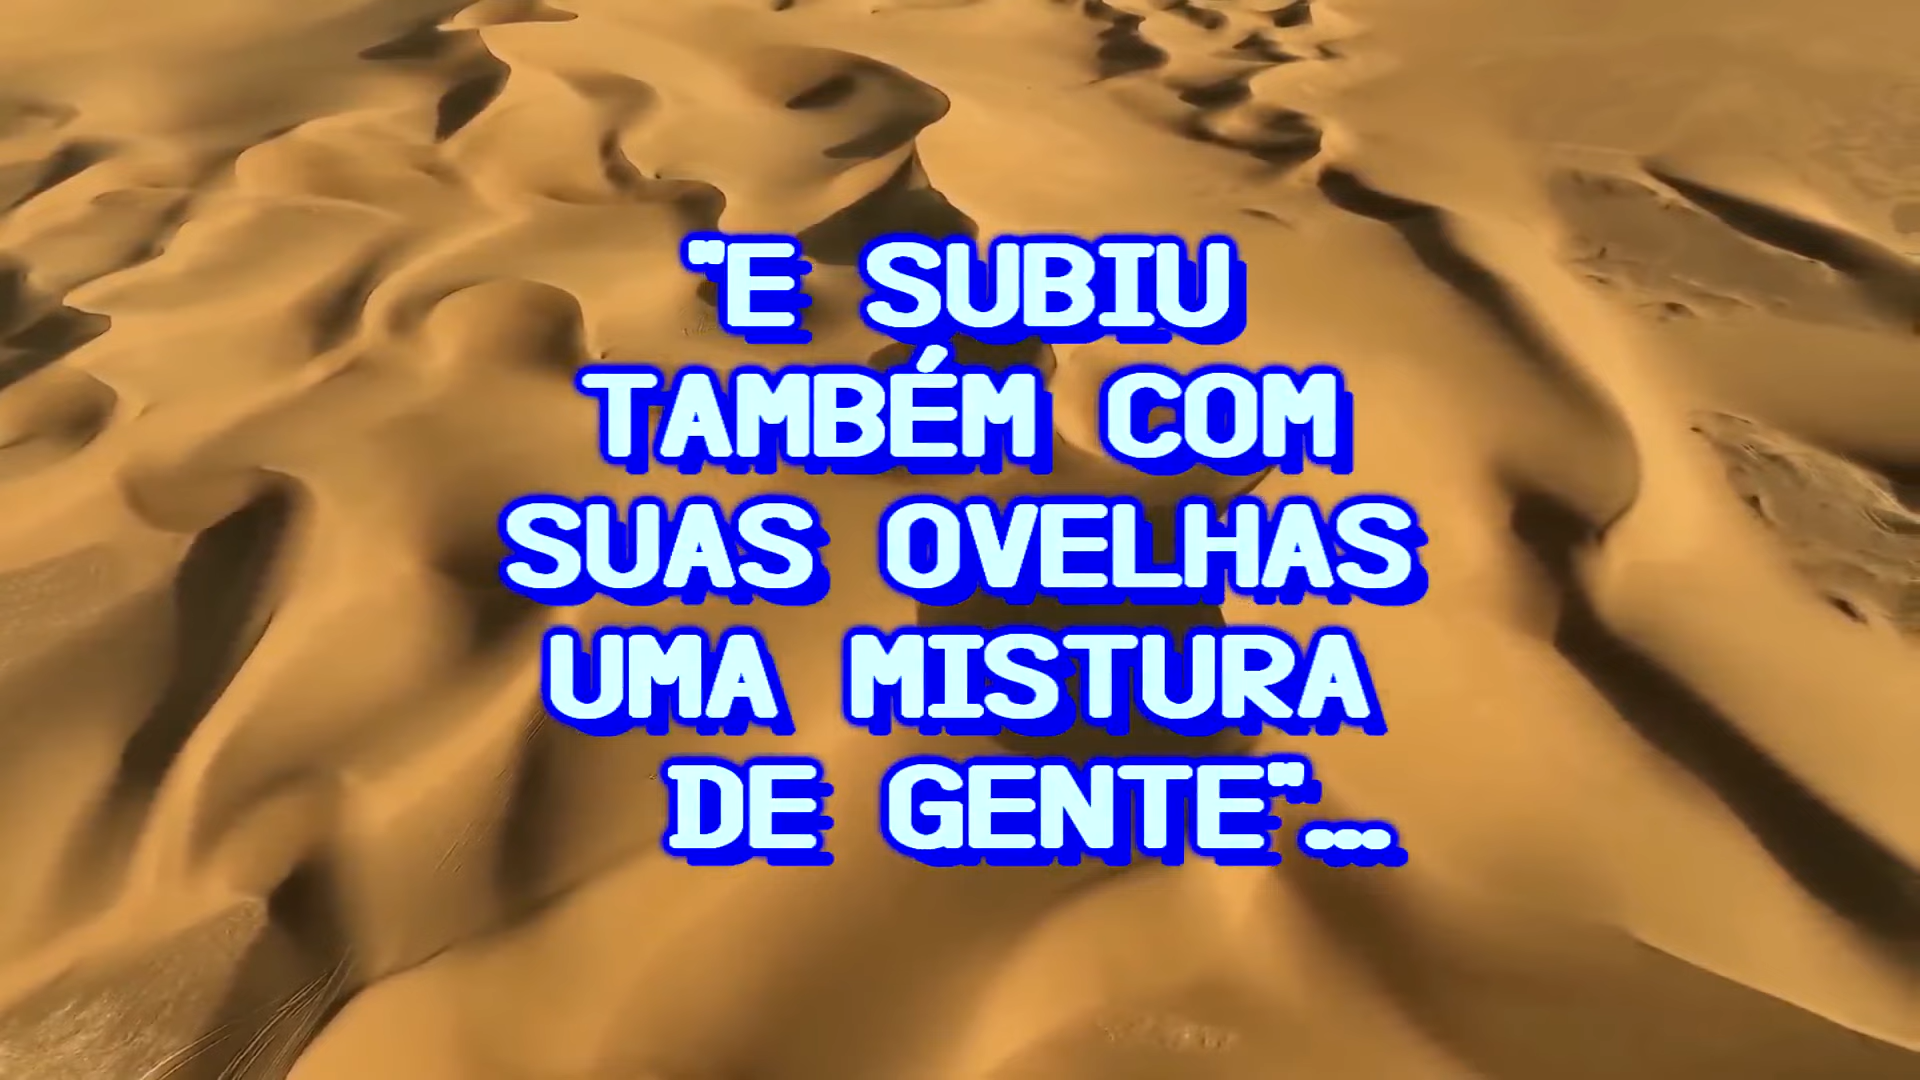 "E SUBIU
TAMBÉM COM
SUAS OVELHAS
UMA MISTURA
DE GENTE"...